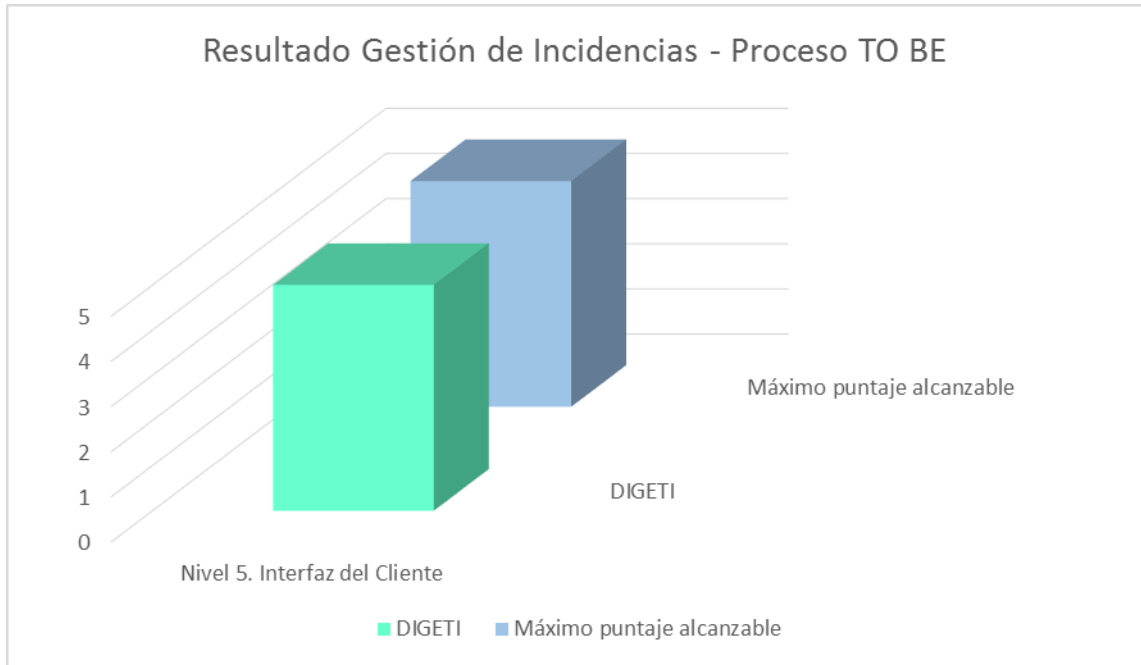 Resultado Gestión de Incidencias - Proceso TO BE
5
4
3
2
1
0
Máximo puntaje alcanzable
DIGETI
Nivel 5. Interfaz del Cliente
DIGETI Máximo puntaje alcanzable